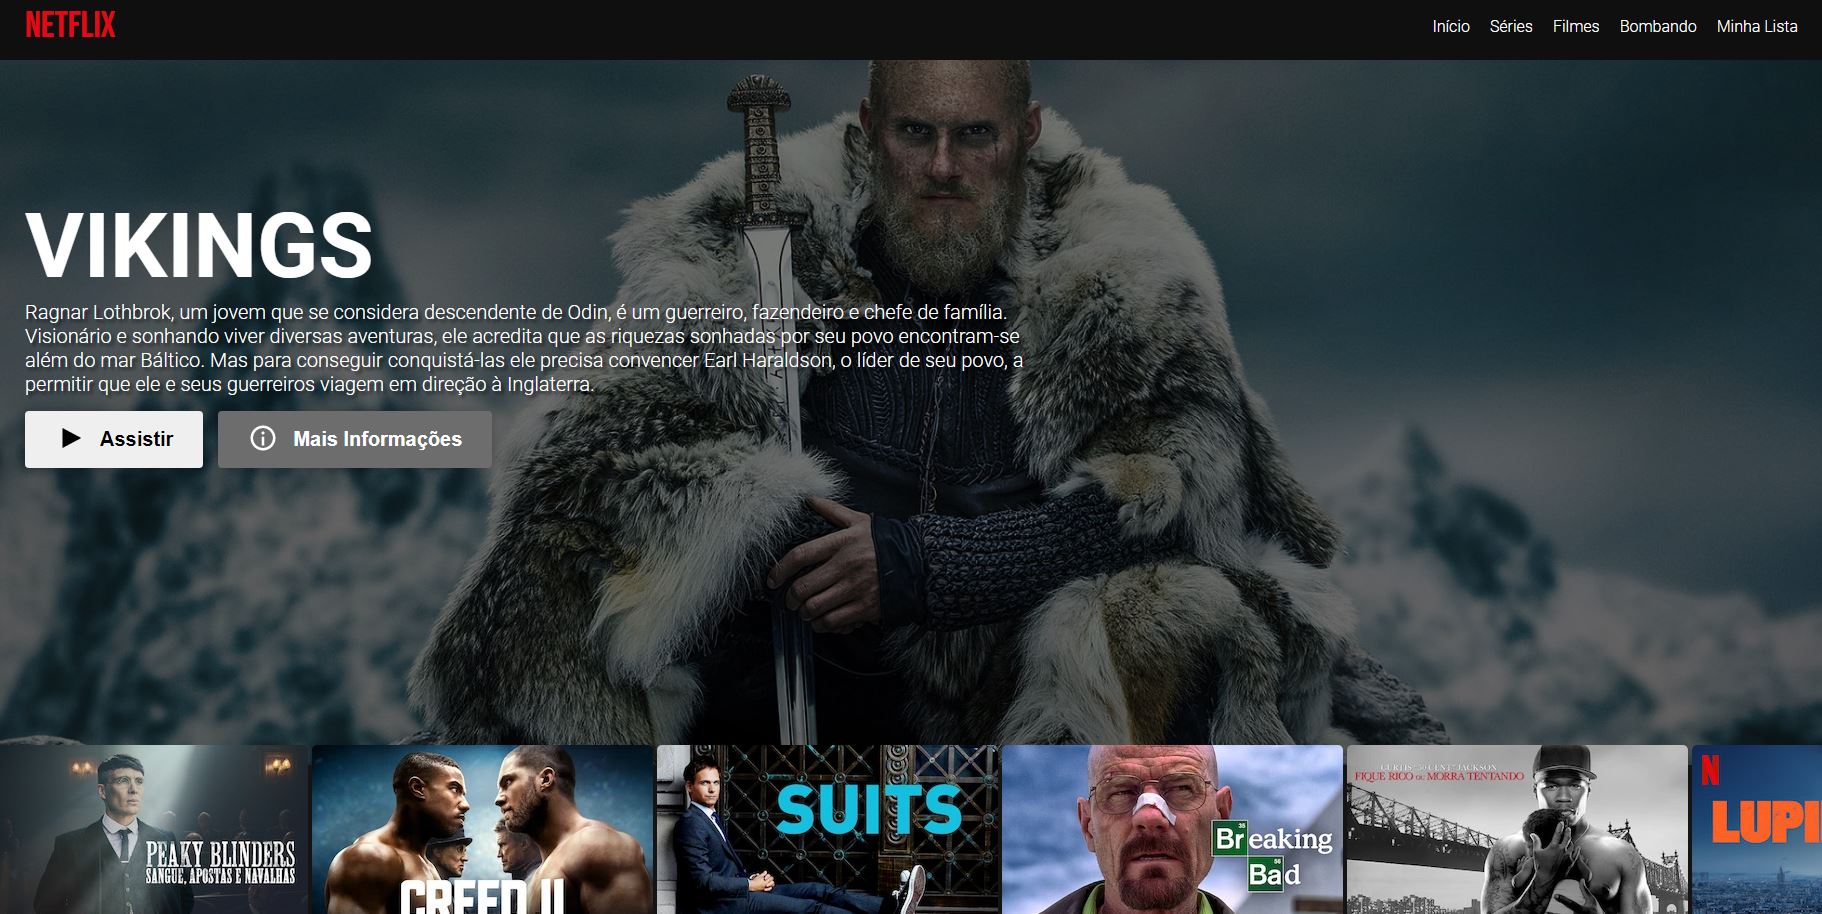 NETFLIX
Início Séries Filmes Bombando Minha Lista
VIKINGS
Ragnar Lothbrok, um jovem que se considera descendente de Odin, é um guerreiro, fazendeiro e chefe de família.
Visionário e sonhando viver diversas aventuras, ele acredita que as riquezas sonhadas por seu povo encontram-se
além do mar Báltico. Mas para conseguir conquistá-las ele precisa convencer Earl Haraldson, o líder de seu povo, a
permitir que ele e seus guerreiros viagem em direção à Inglaterra.
Assistir
Mais Informações
PEAKY BLINDERS
SANGUE, APOSTAS E NAVALHAS
CREED II
SUITS
35
Breaking
56
Bad
CURTIS "50 CENT" JACKSON
FIQUE RICO OU MORRA TENTANDO
N
LUPI